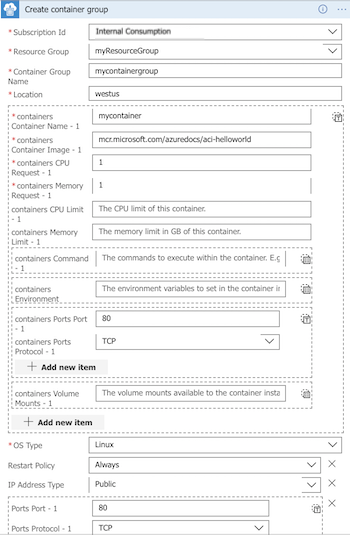 Create container group
* Subscription Id
Internal Consumption
* Resource Group
myResourceGroup
* Container Group Name
mycontainergroup
* Location
westus
* containers Container Name - 1
mycontainer
* containers Container Image - 1
mcr.microsoft.com/azuredocs/aci-helloworld
* containers CPU Request - 1
1
* containers Memory Request - 1
1
containers CPU Limit - 1
The CPU limit of this container.
containers Memory Limit - 1
The memory limit in GB of this container.
containers Command - 1
The commands to execute within the container. E.g
containers Environment
The environment variables to set in the container in
containers Ports Port - 1
80
containers Ports Protocol - 1
TCP
+ Add new item
containers Volume Mounts - 1
The volume mounts available to the container insta
+ Add new item
* OS Type
Linux
Restart Policy
Always
IP Address Type
Public
Ports Port - 1
80
Ports Protocol - 1
TCP